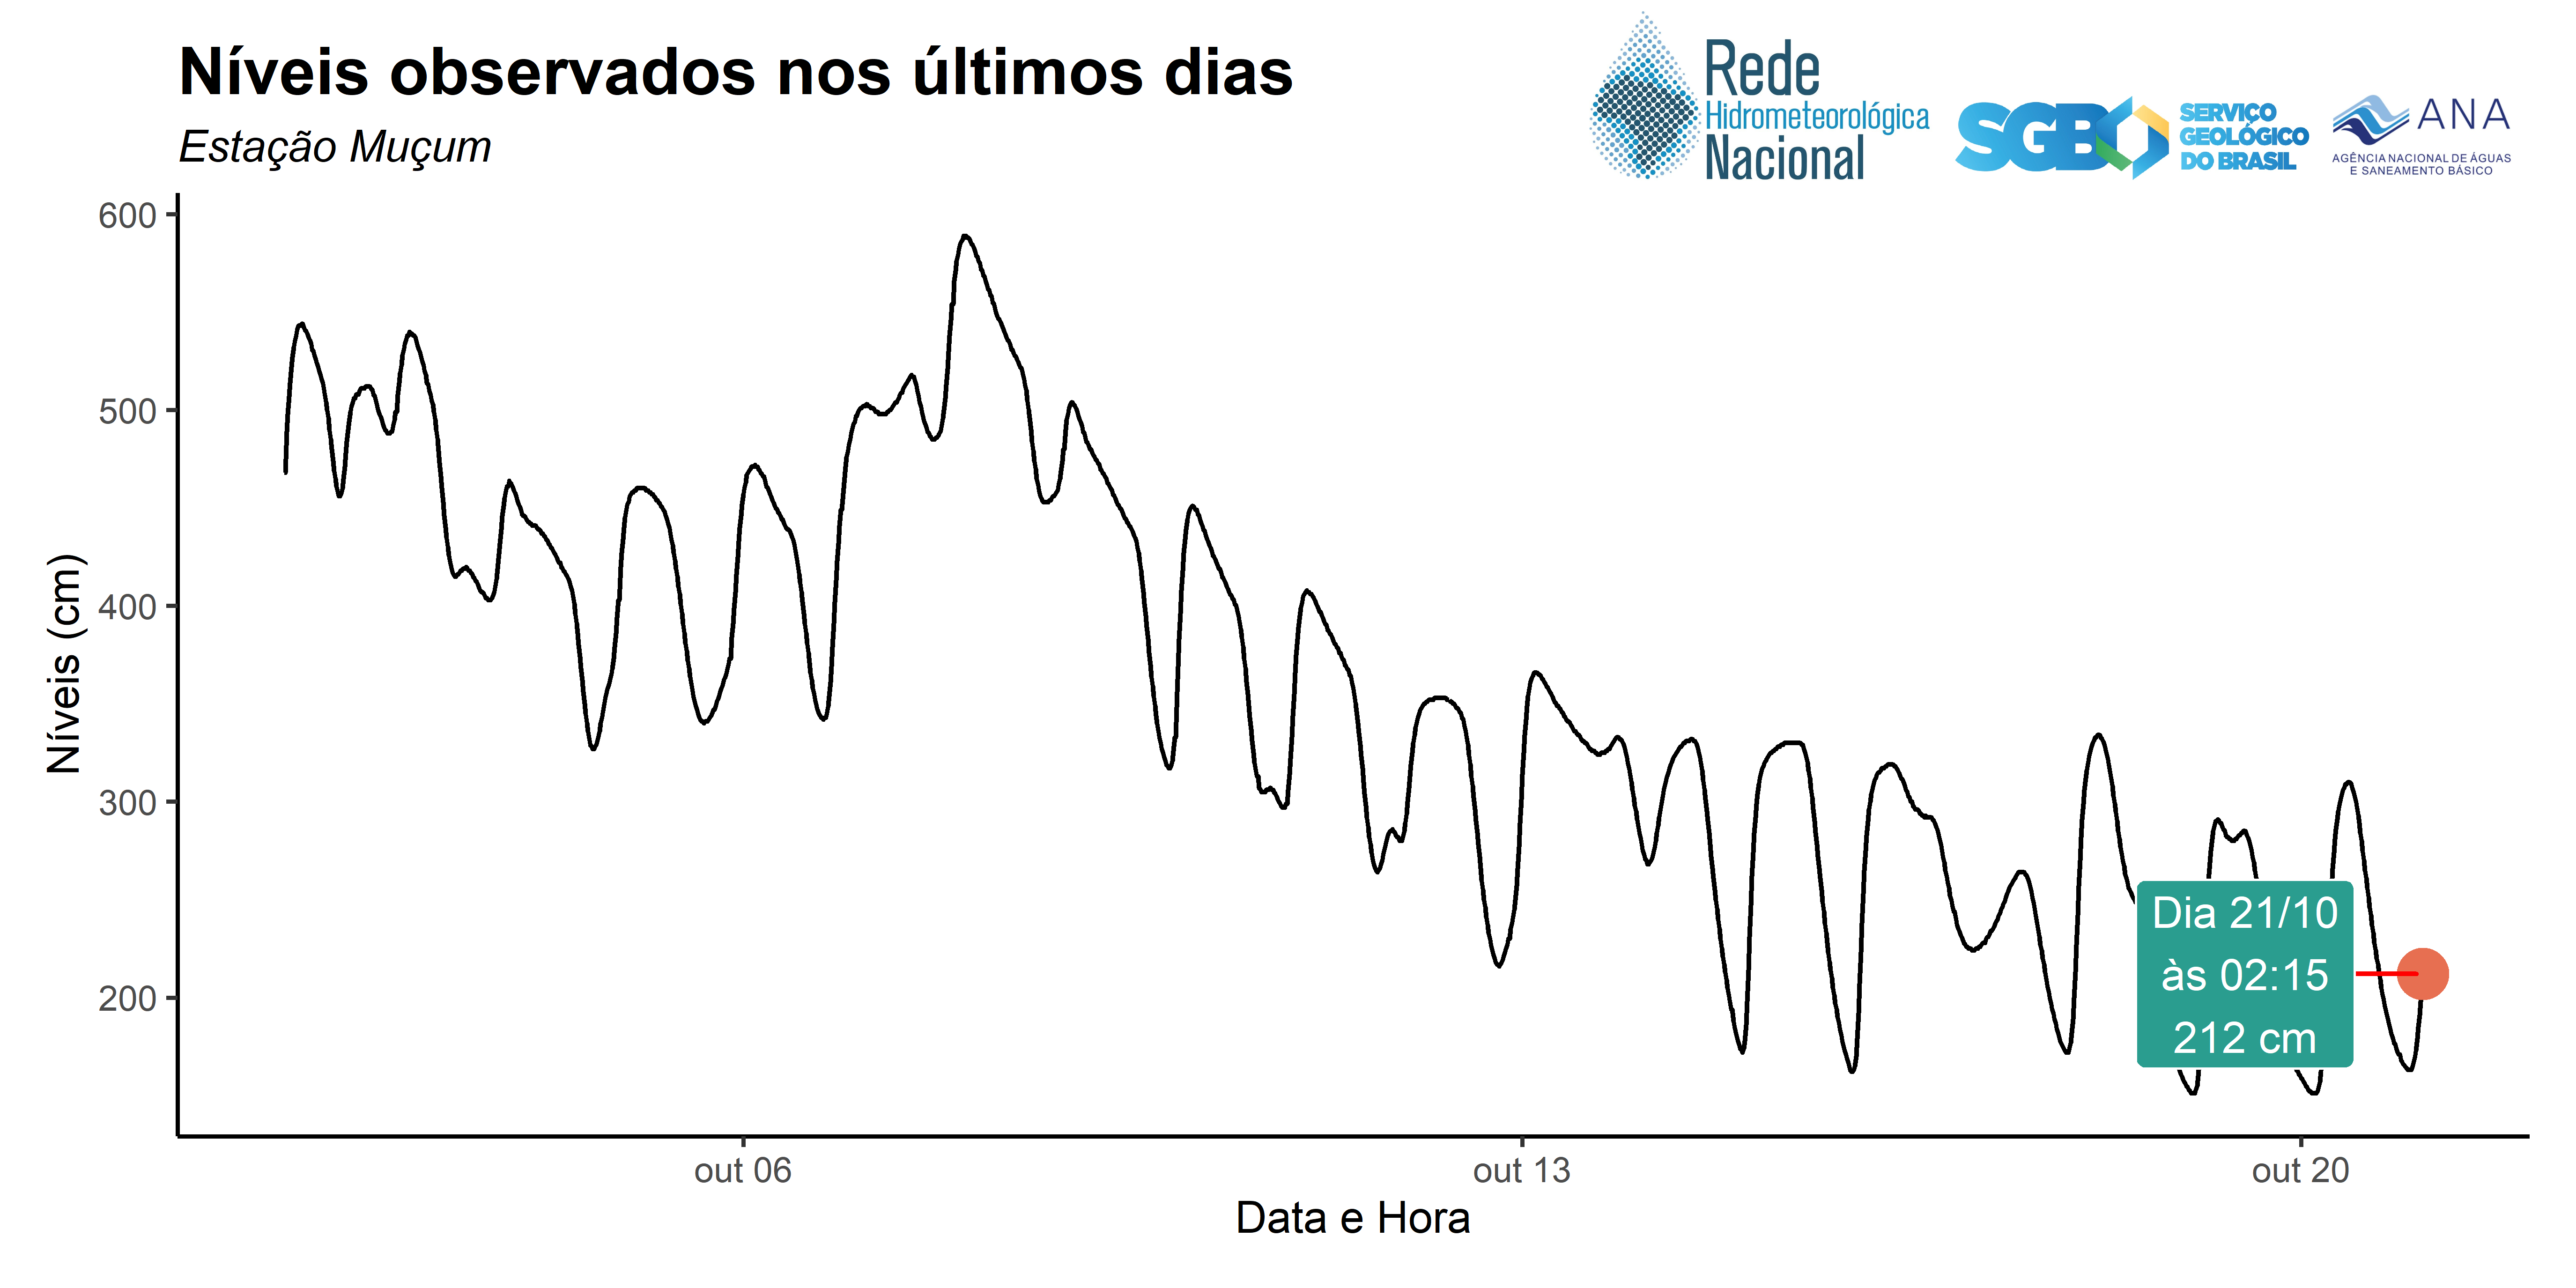 Níveis observados nos últimos dias
Estação Muçum
Rede
Hidrometeorológica
Nacional
SGB
SERVIÇO
GEOLÓGICO
DO BRASIL
ANA
AGÊNCIA NACIONAL DE ÁGUAS
E SANEAMENTO BÁSICO
Níveis (cm)
600
500
400
300
200
Dia 21/10
às 02:15
212 cm
out 06
out 13
out 20
Data e Hora